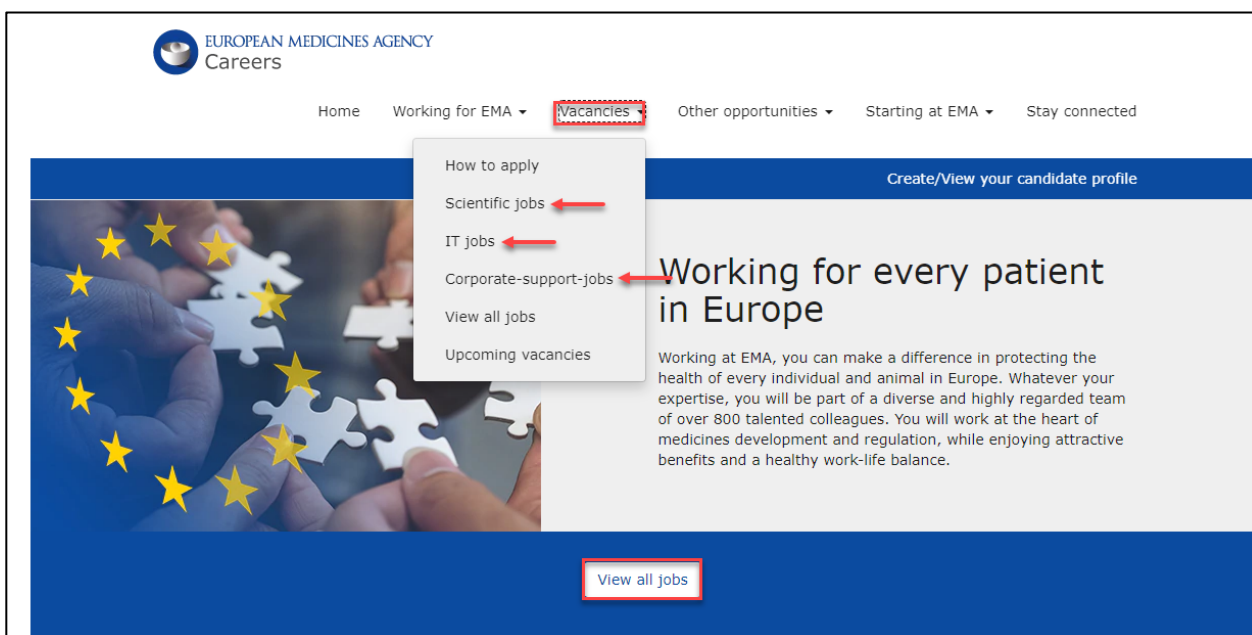 EUROPEAN MEDICINES AGENCY
Careers
Home Working for EMA Vacancies Other opportunities Starting at EMA Stay connected
How to apply
Scientific jobs
IT jobs
Corporate-support-jobs
View all jobs
Upcoming vacancies
Create/View your candidate profile
Working for every patient
in Europe
Working at EMA, you can make a difference in protecting the
health of every individual and animal in Europe. Whatever your
expertise, you will be part of a diverse and highly regarded team
of over 800 talented colleagues. You will work at the heart of
medicines development and regulation, while enjoying attractive
benefits and a healthy work-life balance.
View all jobs